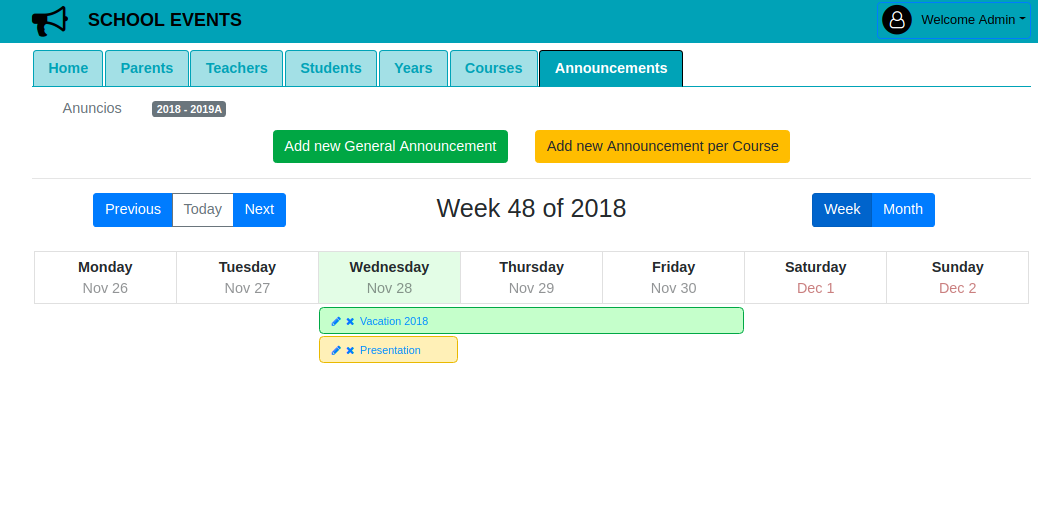 SCHOOL EVENTS
Welcome Admin
Home Parents Teachers Students Years Courses Announcements
Anuncios 2018 - 2019A
Add new General Announcement Add new Announcement per Course
Previous Today Next Week 48 of 2018 Week Month
Monday Tuesday Wednesday Thursday Friday Saturday Sunday
Nov 26 Nov 27 Nov 28 Nov 29 Nov 30 Dec 1 Dec 2
Vacation 2018
Presentation